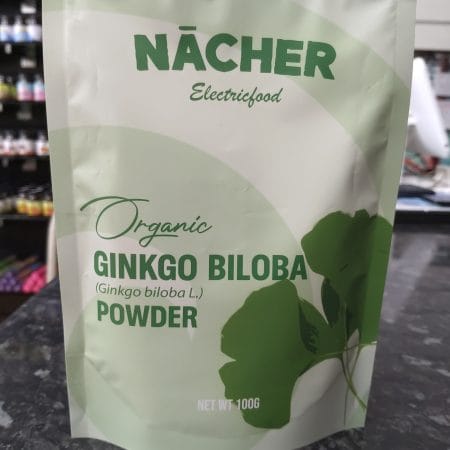 NĀCHER
Electricfood
Organic
GINKGO BILOBA
(Ginkgo biloba L.)
POWDER
NET WT 100G